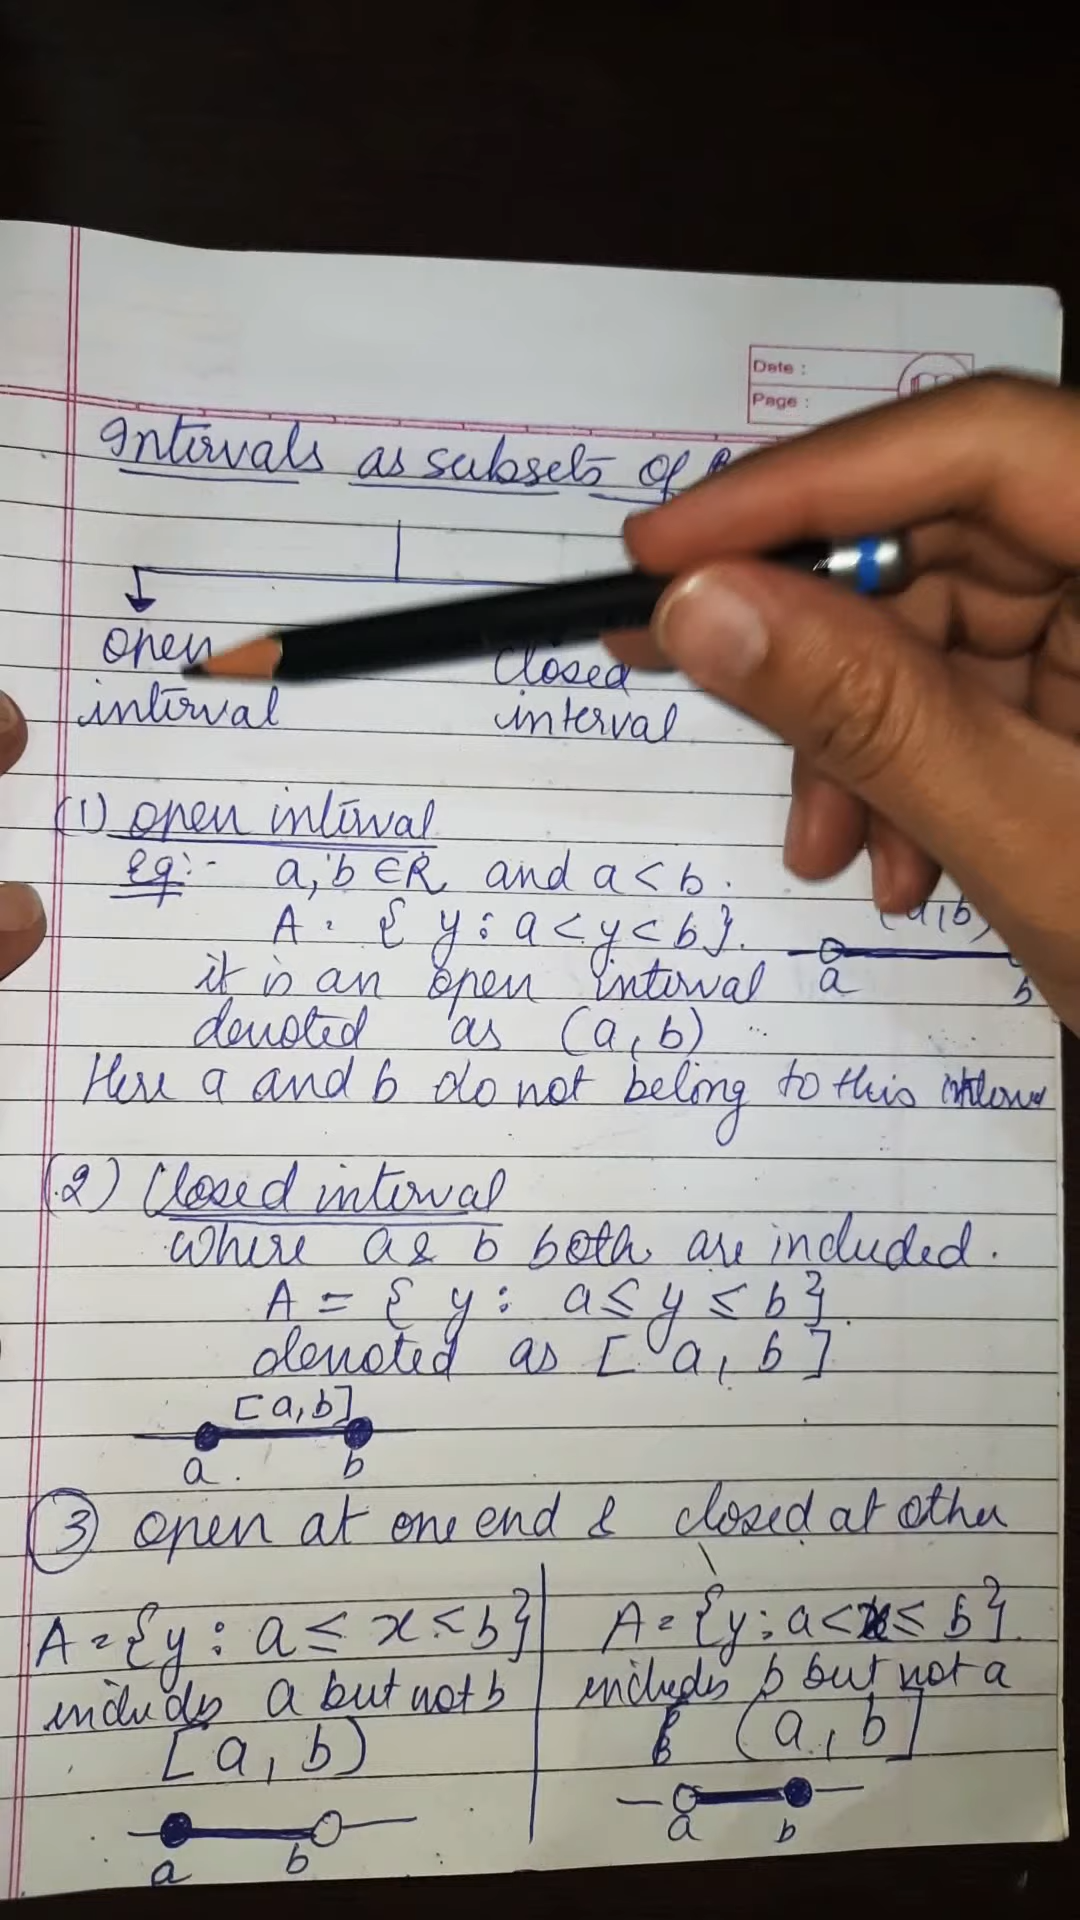 Date :
Page :
Intervals as subsets of
open
interval
Closed
interval
(1) open interval
eg:- a, b ∈ R and a < b.
A = { y : a < y < b }.
(a, b)
it is an open interval
a b
denoted as (a, b)
Here a and b do not belong to this
(2) Closed interval
where a & b both are included.
A = { y : a ≤ y ≤ b }.
denoted as [ a, b ]
[a, b]
a b
(3) open at one end & closed at other
A = {y : a ≤ x < b}
includes a but not b
[a, b)
a b
A = {y : a < x ≤ b}.
includes b but not a
(a, b]
a b